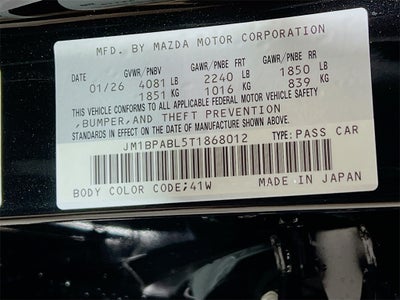 MFD. BY MAZDA MOTOR CORPORATION
DATE GVWR/PNBV GAWR/PNBE FRT GAWR/PNBE RR
01/26 4081 LB 2240 LB 1850 LB
1851 KG 1016 KG 839 KG
THIS VEHICLE CONFORMS TO ALL APPLICABLE FEDERAL MOTOR VEHICLE SAFETY
,BUMPER,AND THEFT PREVENTION
STANDARDS IN EFFECT ON THE DATE OF MANUFACTURE SHOWN ABOVE.
JM1BPABL5T1868012 TYPE: PASS CAR
BODY COLOR CODE;41W MADE IN JAPAN